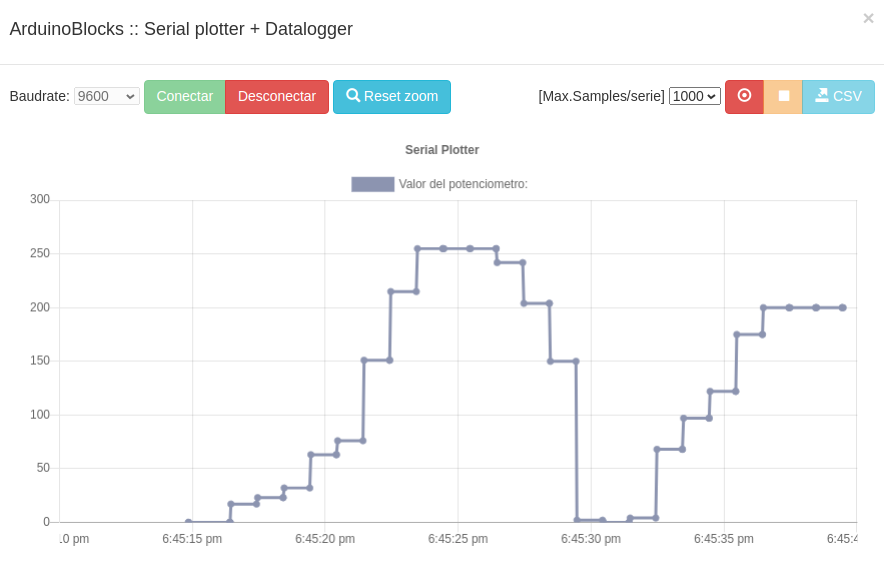 ×
ArduinoBlocks :: Serial plotter + Datalogger
Baudrate: 9600 Conectar Desconectar Reset zoom [Max.Samples/serie] 1000 CSV
Serial Plotter
Valor del potenciometro:
300
250
200
150
100
50
0
:10 pm 6:45:15 pm 6:45:20 pm 6:45:25 pm 6:45:30 pm 6:45:35 pm 6:45:4